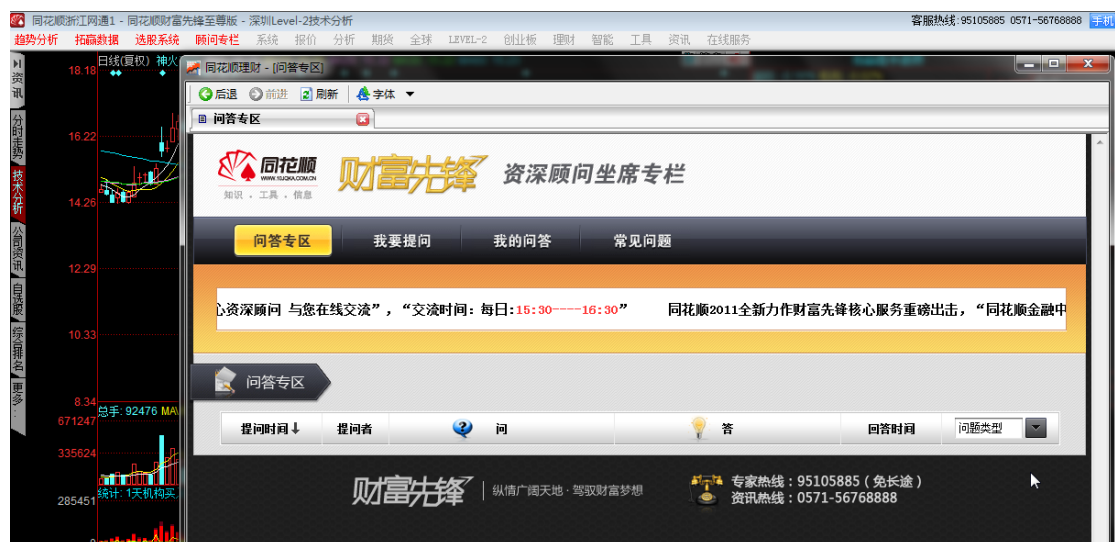 同花顺浙江网通1 - 同花顺财富先锋至尊版 - 深圳Level-2技术分析
客服热线:95105885 0571-56768888 手机
趋势分析 拓赢数据 选股系统 顾问专栏 系统 报价 分析 期货 全球 LEVEL-2 创业板 理财 智能 工具 资讯 在线服务
日线(复权) 神火
同花顺理财 - [问答专区]
后退 前进 刷新 字体
问答专区
资讯
分时走势
技术分析
公司资讯
自选股
综合排名
更多
18.18
16.22
14.26
12.29
10.33
8.34
总手: 92476 MA
671247
335624
统计: 1天机构买
285451
0
同花顺
知识 . 工具 . 信息
财富先锋 资深顾问坐席专栏
问答专区 我要提问 我的问答 常见问题
心资深顾问 与您在线交流”，“交流时间：每日:15:30----16:30” 同花顺2011全新力作财富先锋核心服务重磅出击，“同花顺金融中
问答专区
提问时间↓ 提问者 问 答 回答时间 问题类型
财富先锋 纵情广阔天地 · 驾驭财富梦想
专家热线：95105885（免长途）
资讯热线：0571-56768888